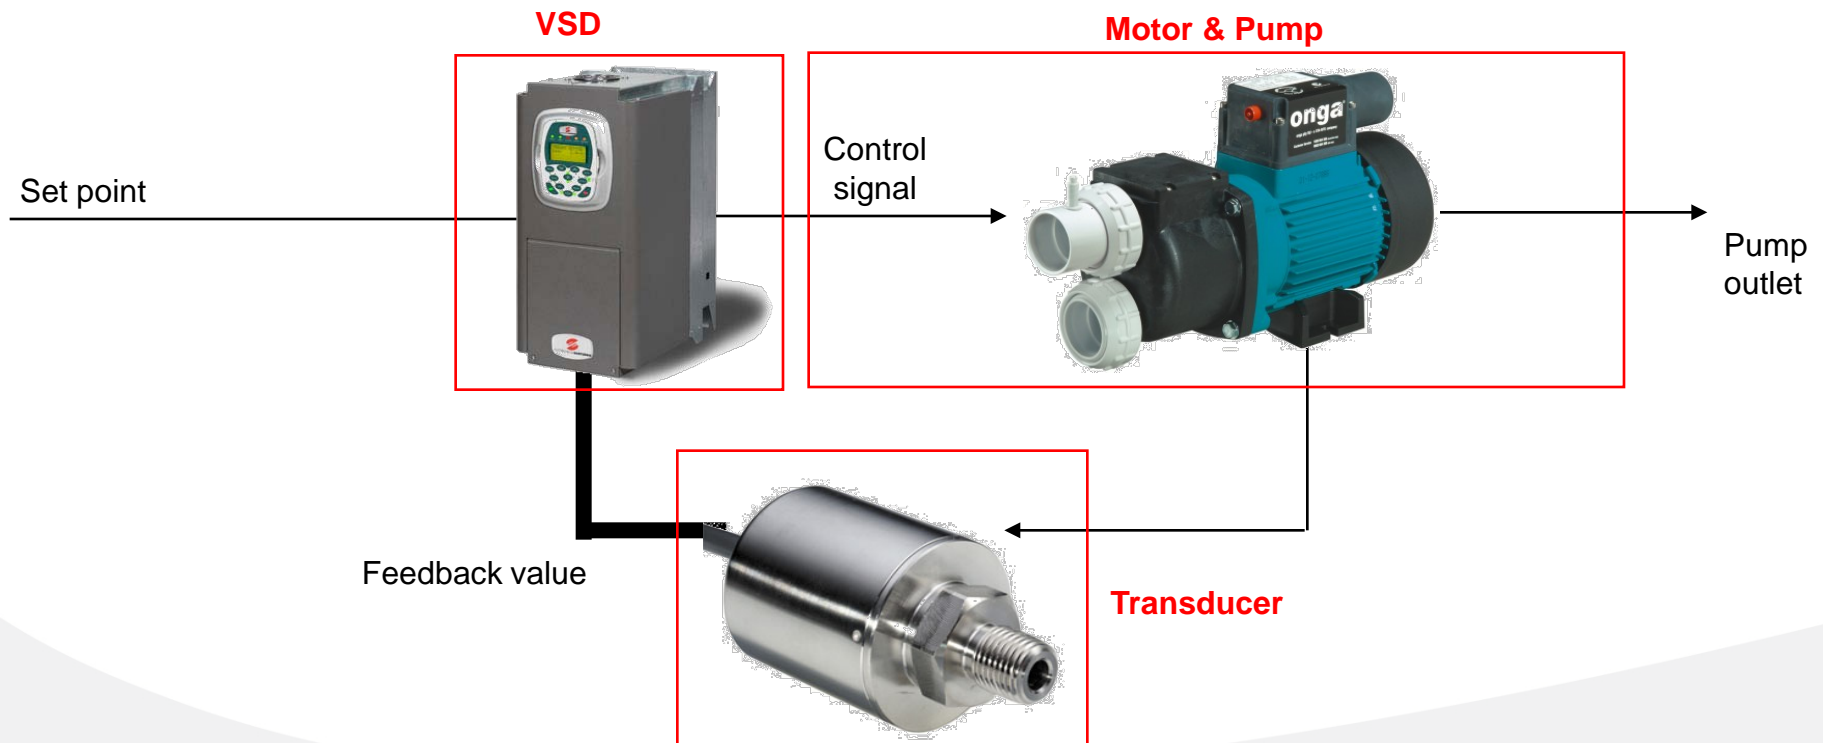 VSD
Motor & Pump
Control
signal
Set point
onga
Pump
outlet
Feedback value
Transducer